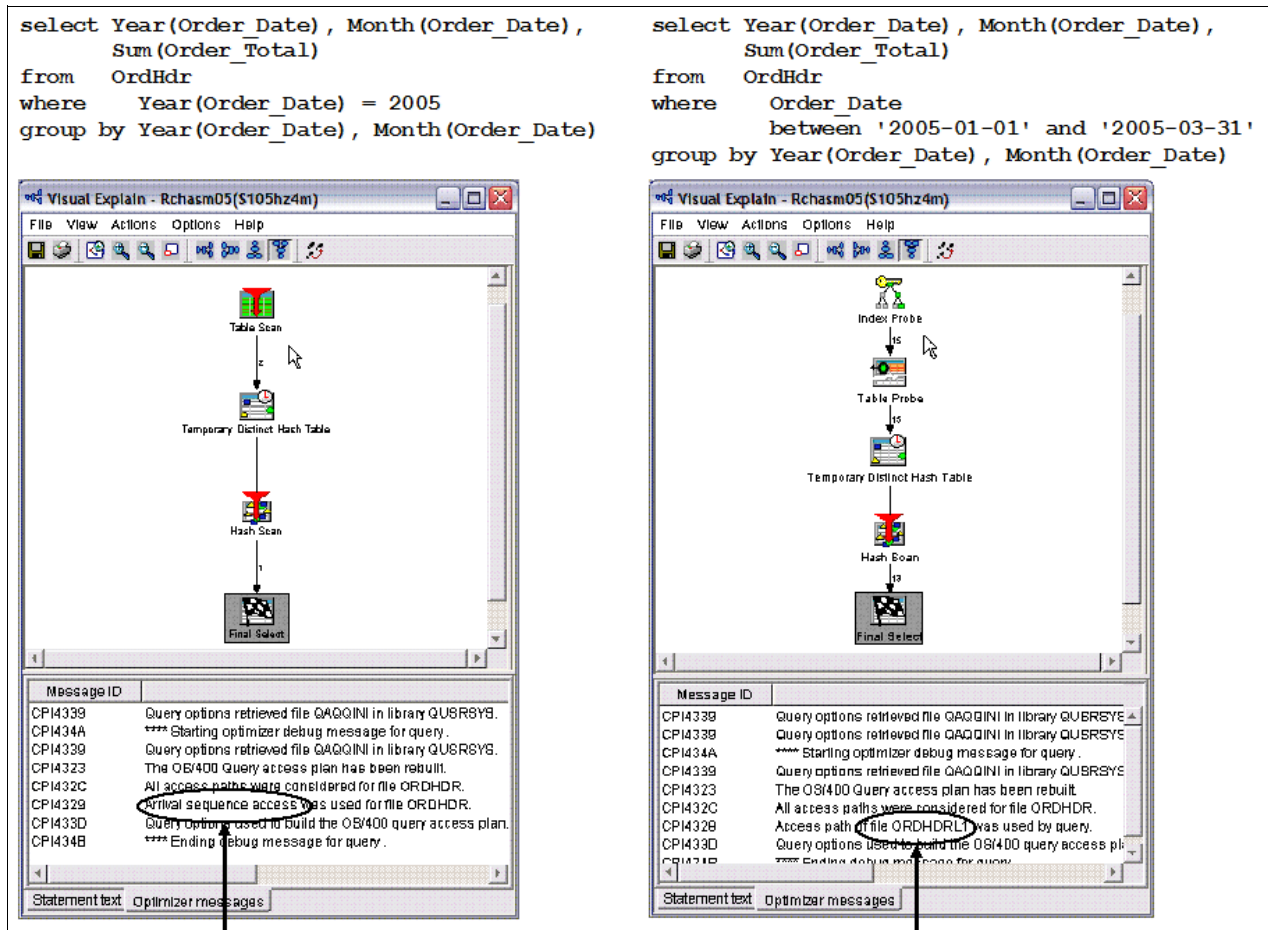 select Year(Order_Date), Month(Order_Date),
Sum(Order_Total)
from OrdHdr
where Year(Order_Date) = 2005
group by Year(Order_Date), Month(Order_Date)
Visual Explain - Rchasm05(S105hz4m)
File View Actions Options Help
Table Scan
2
Temporary Distinct Hash Table
Hash Scan
1
Final Select
Message ID
CPI4339 Query options retrieved file QAQQINI in library QUSRSYS.
CPI434A **** Starting optimizer debug message for query .
CPI4339 Query options retrieved file QAQQINI in library QUSRSYS.
CPI4323 The OS/400 Query access plan has been rebuilt.
CPI432C All access paths were considered for file ORDHDR.
CPI4329 Arrival sequence access was used for file ORDHDR.
CPI433D Query options used to build the OS/400 query access plan.
CPI434B **** Ending debug message for query .
Statement text Optimizer messages
select Year(Order_Date), Month(Order_Date),
Sum(Order_Total)
from OrdHdr
where Order_Date
between '2005-01-01' and '2005-03-31'
group by Year(Order_Date), Month(Order_Date)
Visual Explain - Rchasm05(S105hz4m)
File View Actions Options Help
Index Probe
15
Table Probe
15
Temporary Distinct Hash Table
Hash Scan
13
Final Select
Message ID
CPI4339 Query options retrieved file QAQQINI in library QUSRSYS
CPI4339 Query options retrieved file QAQQINI in library QUSRSYS
CPI434A **** Starting optimizer debug message for query .
CPI4339 Query options retrieved file QAQQINI in library QUSRSYS
CPI4323 The OS/400 Query access plan has been rebuilt.
CPI432C All access paths were considered for file ORDHDR.
CPI4328 Access path of file ORDHDRL1 was used by query.
CPI433D Query options used to build the OS/400 query access pl
CPI434B **** Ending debug message for query
Statement text Optimizer messages